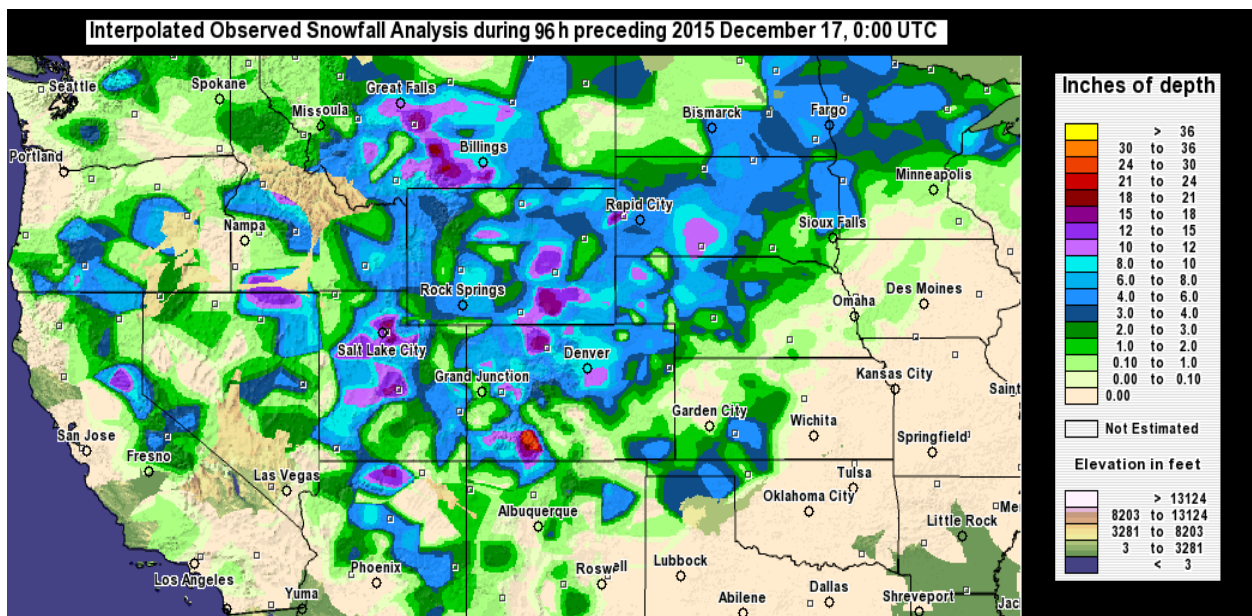 Interpolated Observed Snowfall Analysis during 96 h preceding 2015 December 17, 0:00 UTC
Seattle
Spokane
Great Falls
Missoula
Bismarck
Fargo
Portland
Billings
Minneapolis
Nampa
Rapid City
Sioux Falls
Rock Springs
Omaha
Des Moines
Salt Lake City
Denver
Grand Junction
Kansas City
Saint
Garden City
Wichita
San Jose
Fresno
Springfield
Las Vegas
Tulsa
Oklahoma City
Albuquerque
Little Rock
Me
Phoenix
Roswell
Lubbock
Los Angeles
Yuma
Dallas
Abilene
Shreveport
Jac
Inches of depth
> 36
30 to 36
24 to 30
21 to 24
18 to 21
15 to 18
12 to 15
10 to 12
8.0 to 10
6.0 to 8.0
4.0 to 6.0
3.0 to 4.0
2.0 to 3.0
1.0 to 2.0
0.10 to 1.0
0.00 to 0.10
0.00
Not Estimated
Elevation in feet
> 13124
8203 to 13124
3281 to 8203
3 to 3281
< 3